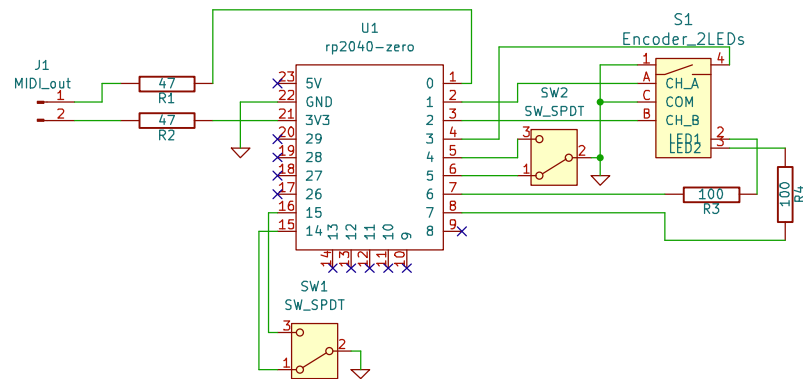 U1
rp2040-zero
S1
Encoder_2LEDs
J1
MIDI_out
1
2
47
R1
47
R2
23 5V
22 GND
21 3V3
20 29
19 28
18 27
17 26
16 15
15 14
0 1
1 2
2 3
3 4
4 5
5 6
6 7
7 8
8 9
13 12 11 10 9
14 13 12 11 10
SW2
SW_SPDT
3
2
1
1 4
A CH_A
C COM
B CH_B
LED1 2
LED2 3
100
R3
100
R4
SW1
SW_SPDT
3
2
1